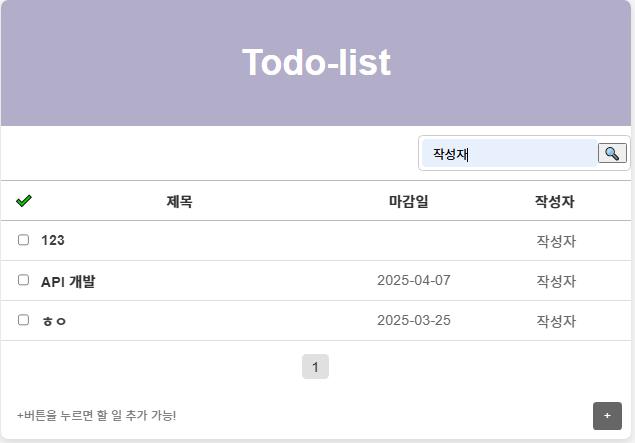 Todo-list
작성자
제목 마감일 작성자
123 작성자
API 개발 2025-04-07 작성자
ㅎㅇ 2025-03-25 작성자
1
+버튼을 누르면 할 일 추가 가능!
+